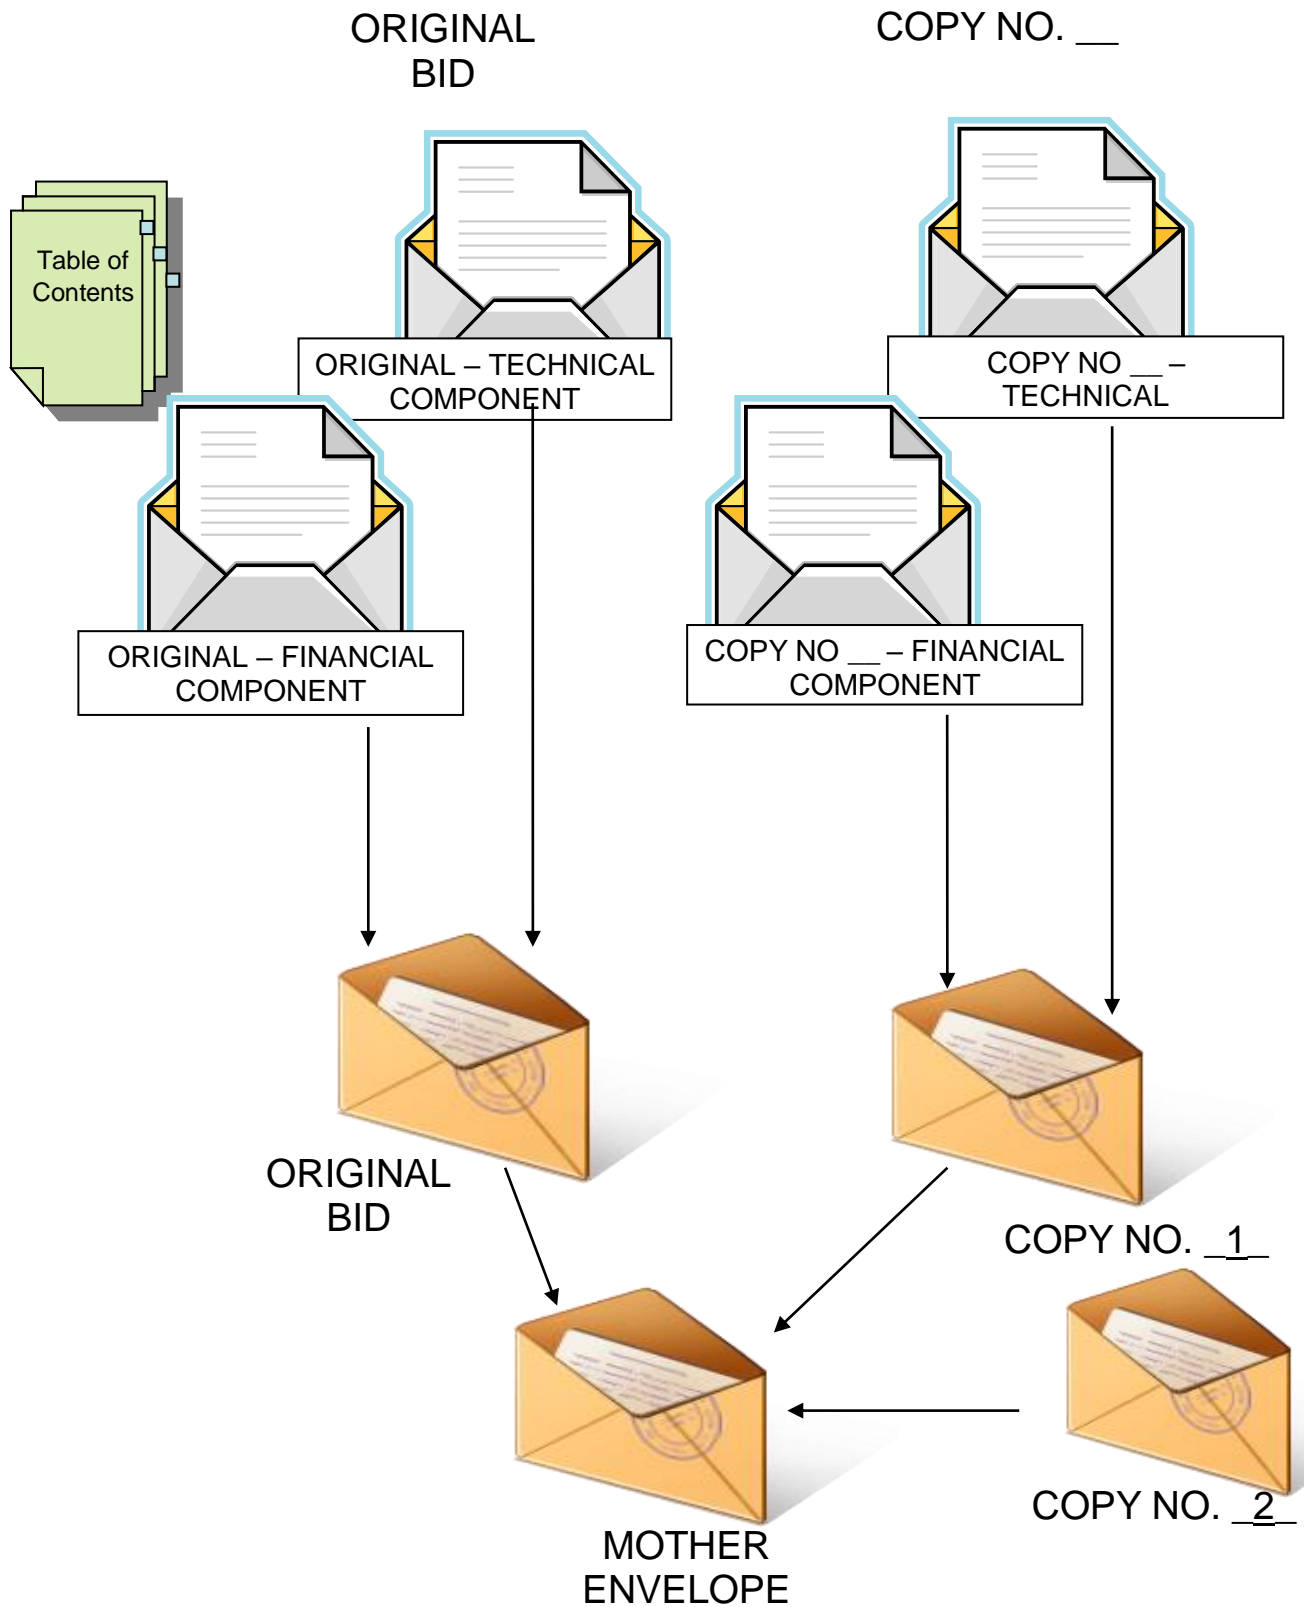 ORIGINAL
BID
COPY NO. __
Table of
Contents
ORIGINAL – TECHNICAL
COMPONENT
COPY NO __ –
TECHNICAL
ORIGINAL – FINANCIAL
COMPONENT
COPY NO __ – FINANCIAL
COMPONENT
ORIGINAL
BID
COPY NO. _1_
COPY NO. _2_
MOTHER
ENVELOPE